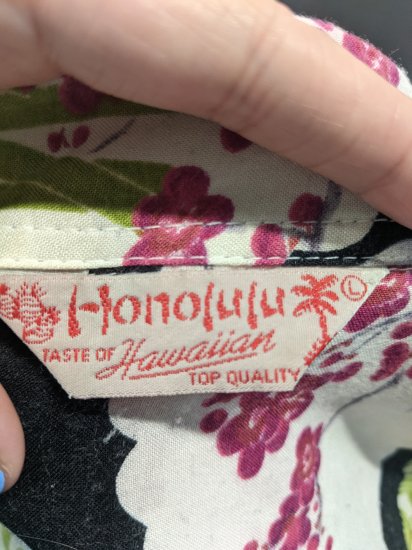 Honolulu L
TASTE OF Hawaiian
TOP QUALITY